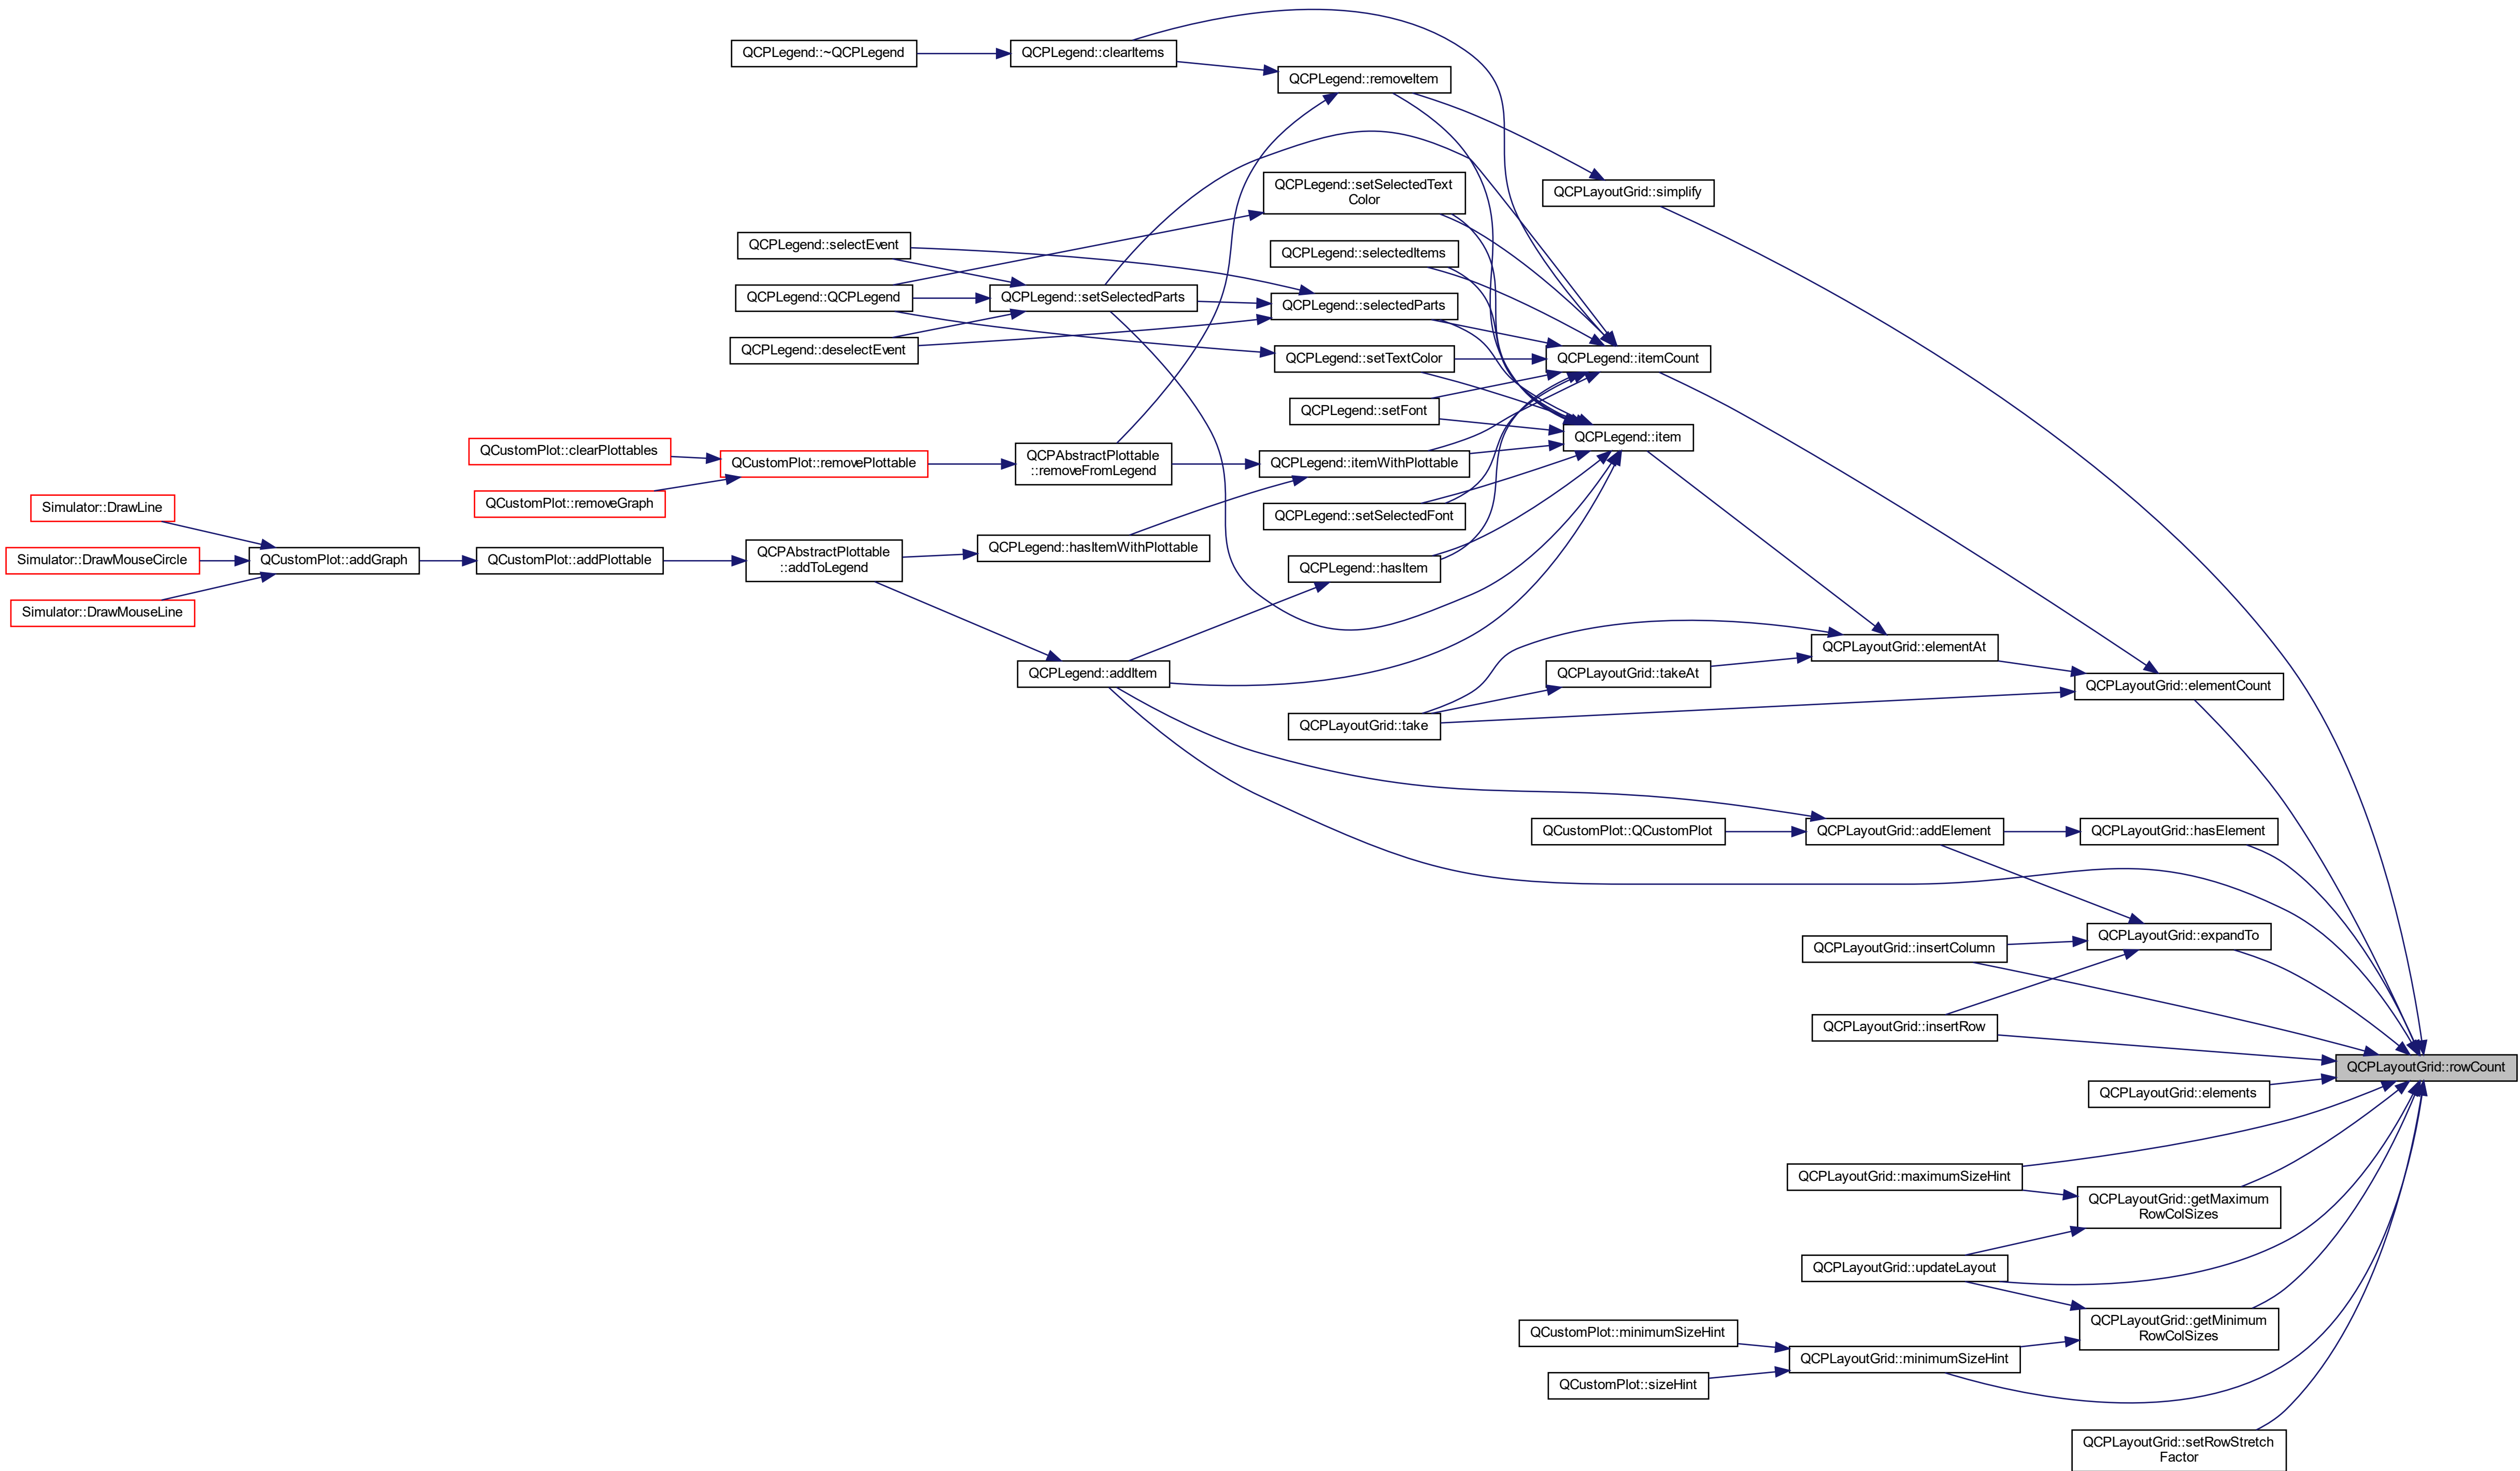 QCPLegend::~QCPLegend
QCPLegend::clearItems
QCPLegend::removeItem
QCPLegend::setSelectedText
Color
QCPLayoutGrid::simplify
QCPLegend::selectEvent
QCPLegend::selectedItems
QCPLegend::QCPLegend
QCPLegend::setSelectedParts
QCPLegend::selectedParts
QCPLegend::deselectEvent
QCPLegend::setTextColor
QCPLegend::itemCount
QCPLegend::setFont
QCPLegend::item
QCustomPlot::clearPlottables
QCustomPlot::removePlottable
QCPAbstractPlottable
::removeFromLegend
QCPLegend::itemWithPlottable
QCustomPlot::removeGraph
Simulator::DrawLine
QCPLegend::setSelectedFont
Simulator::DrawMouseCircle
QCustomPlot::addGraph
QCustomPlot::addPlottable
QCPAbstractPlottable
::addToLegend
QCPLegend::hasItemWithPlottable
QCPLegend::hasItem
Simulator::DrawMouseLine
QCPLegend::addItem
QCPLayoutGrid::takeAt
QCPLayoutGrid::elementAt
QCPLayoutGrid::elementCount
QCPLayoutGrid::take
QCustomPlot::QCustomPlot
QCPLayoutGrid::addElement
QCPLayoutGrid::hasElement
QCPLayoutGrid::insertColumn
QCPLayoutGrid::expandTo
QCPLayoutGrid::insertRow
QCPLayoutGrid::rowCount
QCPLayoutGrid::elements
QCPLayoutGrid::maximumSizeHint
QCPLayoutGrid::getMaximum
RowColSizes
QCPLayoutGrid::updateLayout
QCPLayoutGrid::getMinimum
RowColSizes
QCustomPlot::minimumSizeHint
QCPLayoutGrid::minimumSizeHint
QCustomPlot::sizeHint
QCPLayoutGrid::setRowStretch
Factor